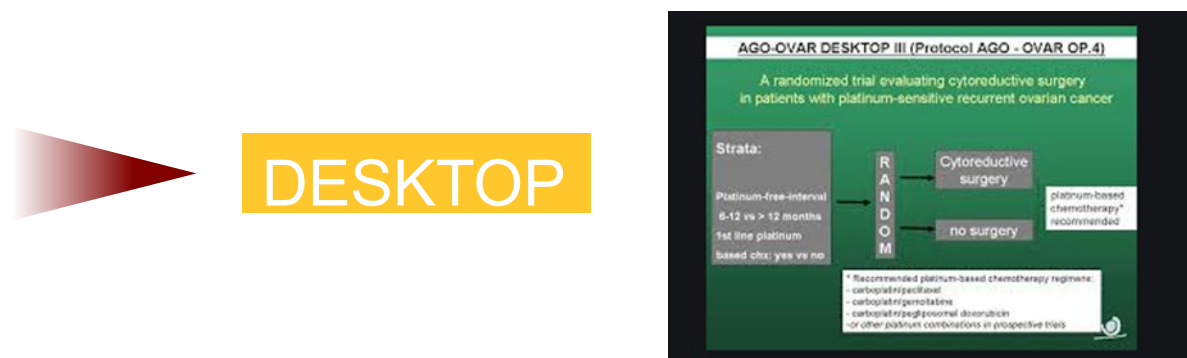 DESKTOP
AGO-OVAR DESKTOP III (Protocol AGO - OVAR OP.4)
A randomized trial evaluating cytoreductive surgery
in patients with platinum-sensitive recurrent ovarian cancer
Strata:
Platinum-free-interval
6-12 vs > 12 months
1st line platinum
based chx: yes vs no
RANDOM
Cytoreductive
surgery
no surgery
platinum-based
chemotherapy*
recommended
* Recommended platinum-based chemotherapy regimens:
- carboplatin/paclitaxel
- carboplatin/gemcitabine
- carboplatin/pegliposomal doxorubicin
-or other platinum combinations in prospective trials